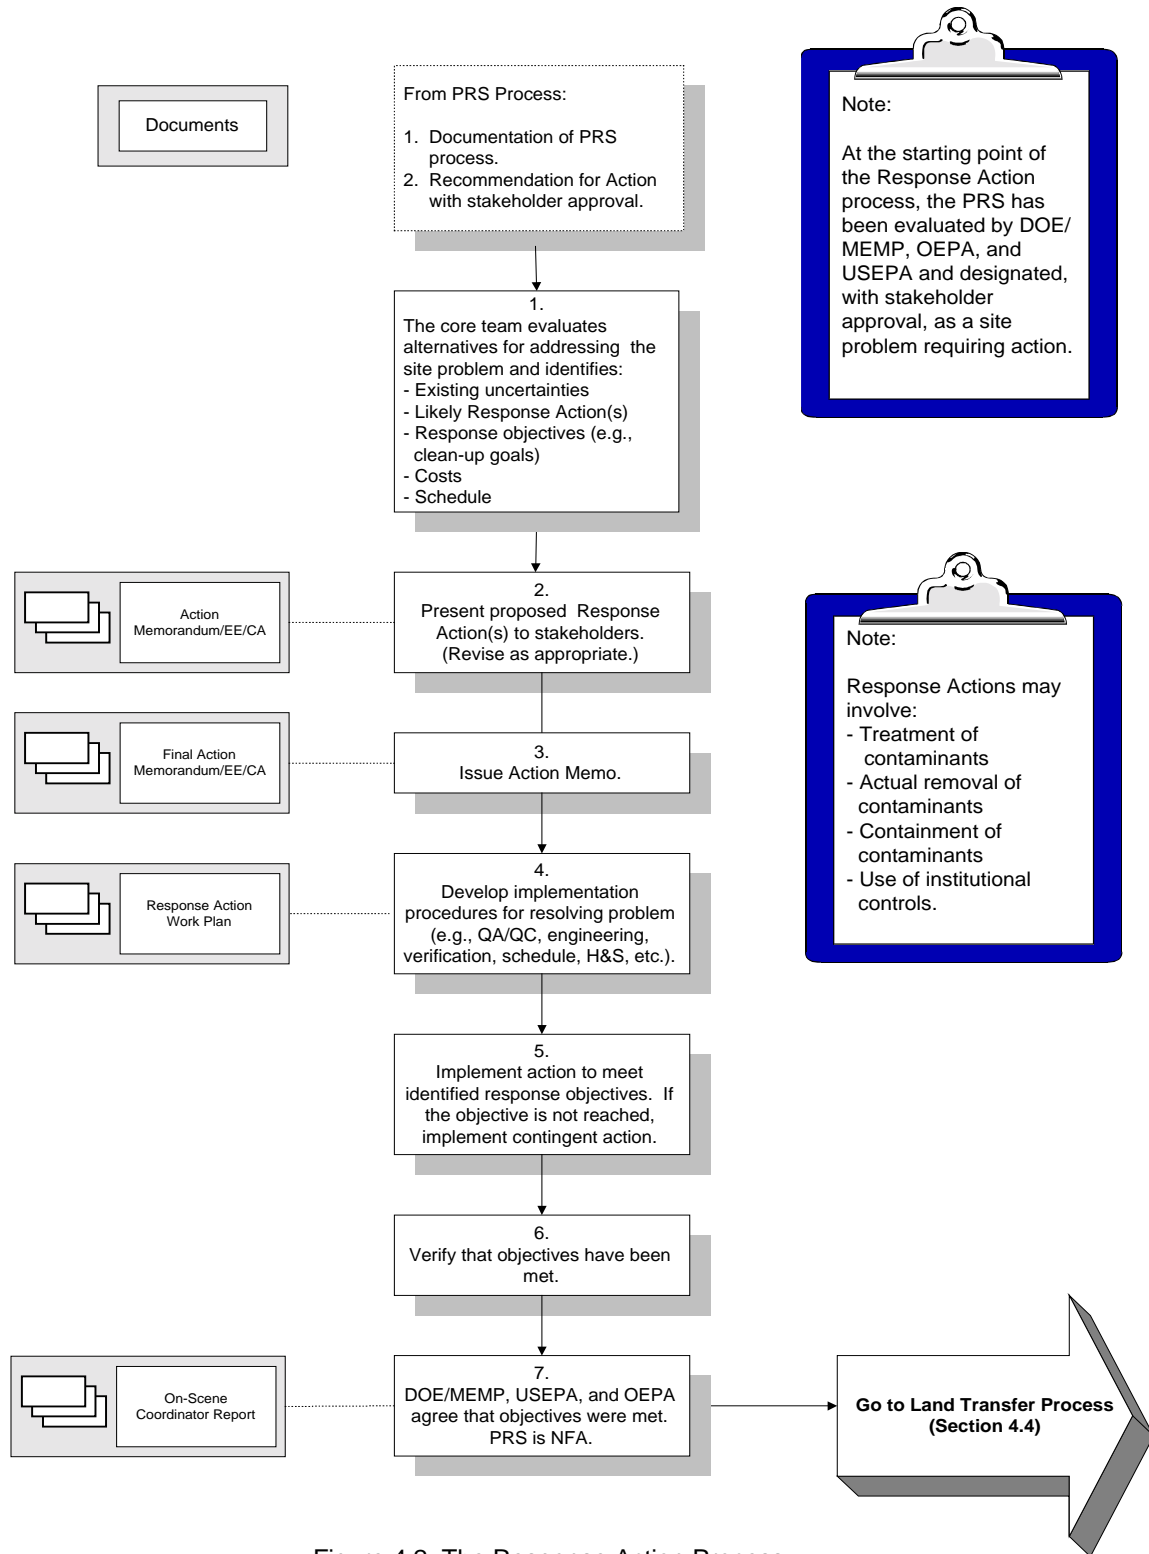 Documents
From PRS Process:
1. Documentation of PRS
process.
2. Recommendation for Action
with stakeholder approval.
Note:
At the starting point of
the Response Action
process, the PRS has
been evaluated by DOE/
MEMP, OEPA, and
USEPA and designated,
with stakeholder
approval, as a site
problem requiring action.
1.
The core team evaluates
alternatives for addressing the
site problem and identifies:
- Existing uncertainties
- Likely Response Action(s)
- Response objectives (e.g.,
clean-up goals)
- Costs
- Schedule
Action
Memorandum/EE/CA
2.
Present proposed Response
Action(s) to stakeholders.
(Revise as appropriate.)
Note:
Response Actions may
involve:
- Treatment of
contaminants
- Actual removal of
contaminants
- Containment of
contaminants
- Use of institutional
controls.
Final Action
Memorandum/EE/CA
3.
Issue Action Memo.
Response Action
Work Plan
4.
Develop implementation
procedures for resolving problem
(e.g., QA/QC, engineering,
verification, schedule, H&S, etc.).
5.
Implement action to meet
identified response objectives. If
the objective is not reached,
implement contingent action.
6.
Verify that objectives have been
met.
On-Scene
Coordinator Report
7.
DOE/MEMP, USEPA, and OEPA
agree that objectives were met.
PRS is NFA.
Go to Land Transfer Process
(Section 4.4)
The Response Action Process